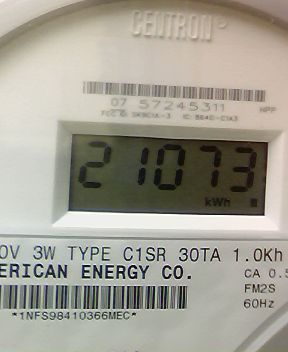 CENTRON
07 57245311 HPP
21073
kWh
0V 3W TYPE C1SR 30TA 1.0Kh
ERICAN ENERGY CO.
CA 0.5
FM2S
60Hz
*1NFS98410366MEC*